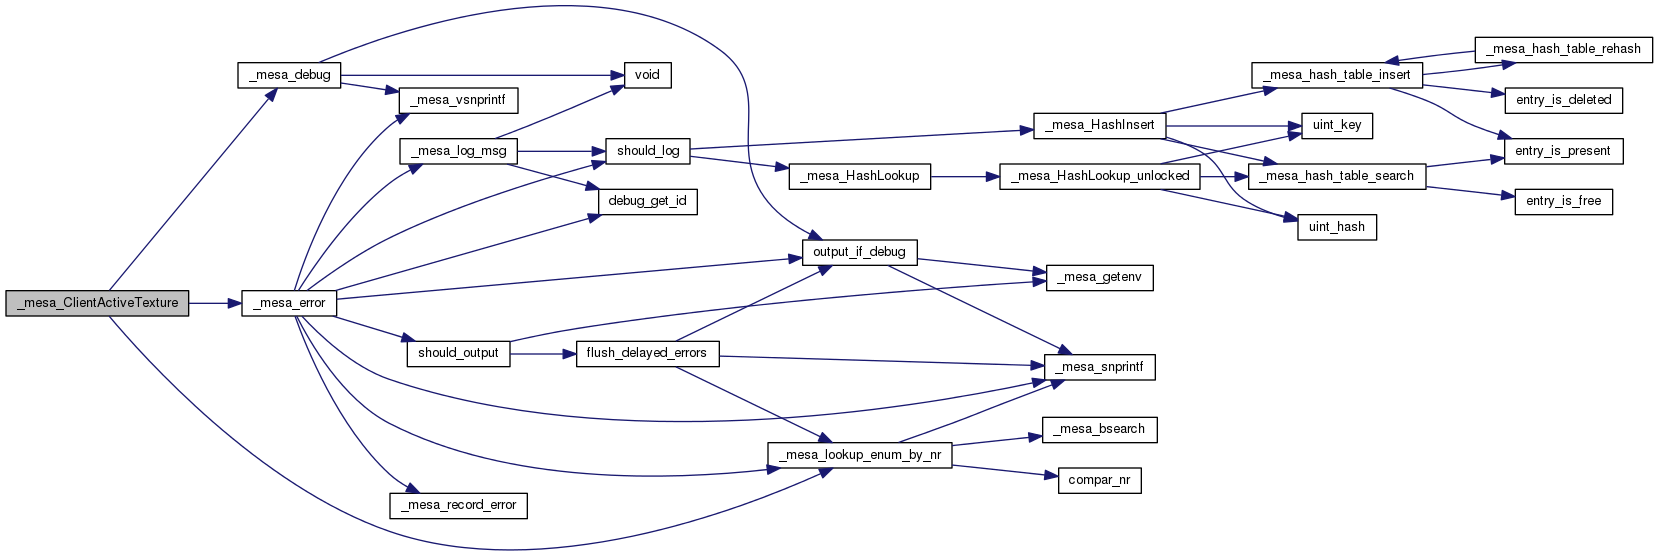 _mesa_ClientActiveTexture
_mesa_debug
_mesa_error
_mesa_vsnprintf
_mesa_log_msg
should_output
_mesa_record_error
void
should_log
debug_get_id
flush_delayed_errors
_mesa_HashLookup
output_if_debug
_mesa_lookup_enum_by_nr
_mesa_HashInsert
_mesa_HashLookup_unlocked
_mesa_getenv
_mesa_snprintf
_mesa_bsearch
compar_nr
_mesa_hash_table_insert
uint_key
_mesa_hash_table_search
uint_hash
_mesa_hash_table_rehash
entry_is_deleted
entry_is_present
entry_is_free